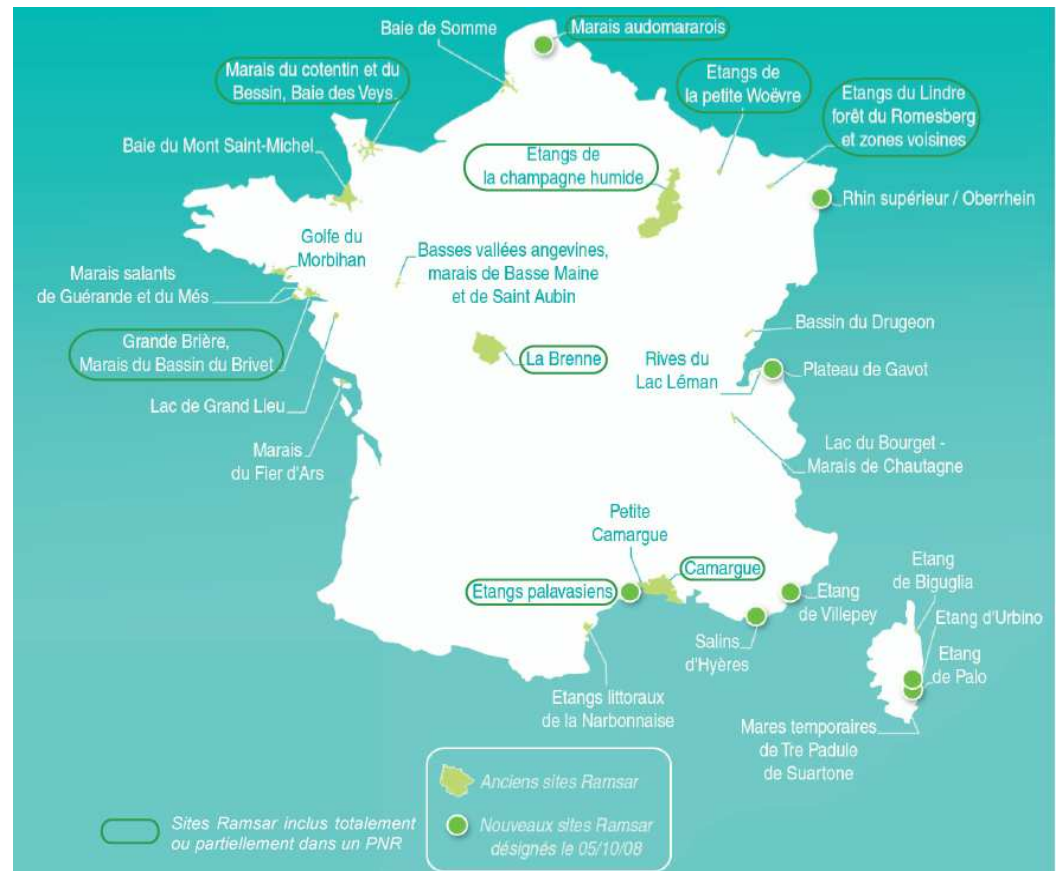 Baie de Somme
Marais audomararois
Marais du cotentin et du
Bessin, Baie des Veys
Etangs de
la petite Woëvre
Etangs du Lindre
forêt du Romesberg
et zones voisines
Baie du Mont Saint-Michel
Etangs de
la champagne humide
Rhin supérieur / Oberrhein
Golfe du
Morbihan
Basses vallées angevines,
marais de Basse Maine
et de Saint Aubin
Marais salants
de Guérande et du Més
Grande Brière,
Marais du Bassin du Brivet
La Brenne
Bassin du Drugeon
Rives du
Lac Léman
Plateau de Gavot
Lac de Grand Lieu
Marais
du Fier d'Ars
Lac du Bourget -
Marais de Chautagne
Petite
Camargue
Camargue
Etangs palavasiens
Etang
de Villepey
Salins
d'Hyères
Etang
de Biguglia
Etang d'Urbino
Etang
de Palo
Etangs littoraux
de la Narbonnaise
Mares temporaires
de Tre Padule
de Suartone
Anciens sites Ramsar
Nouveaux sites Ramsar
désignés le 05/10/08
Sites Ramsar inclus totalement
ou partiellement dans un PNR